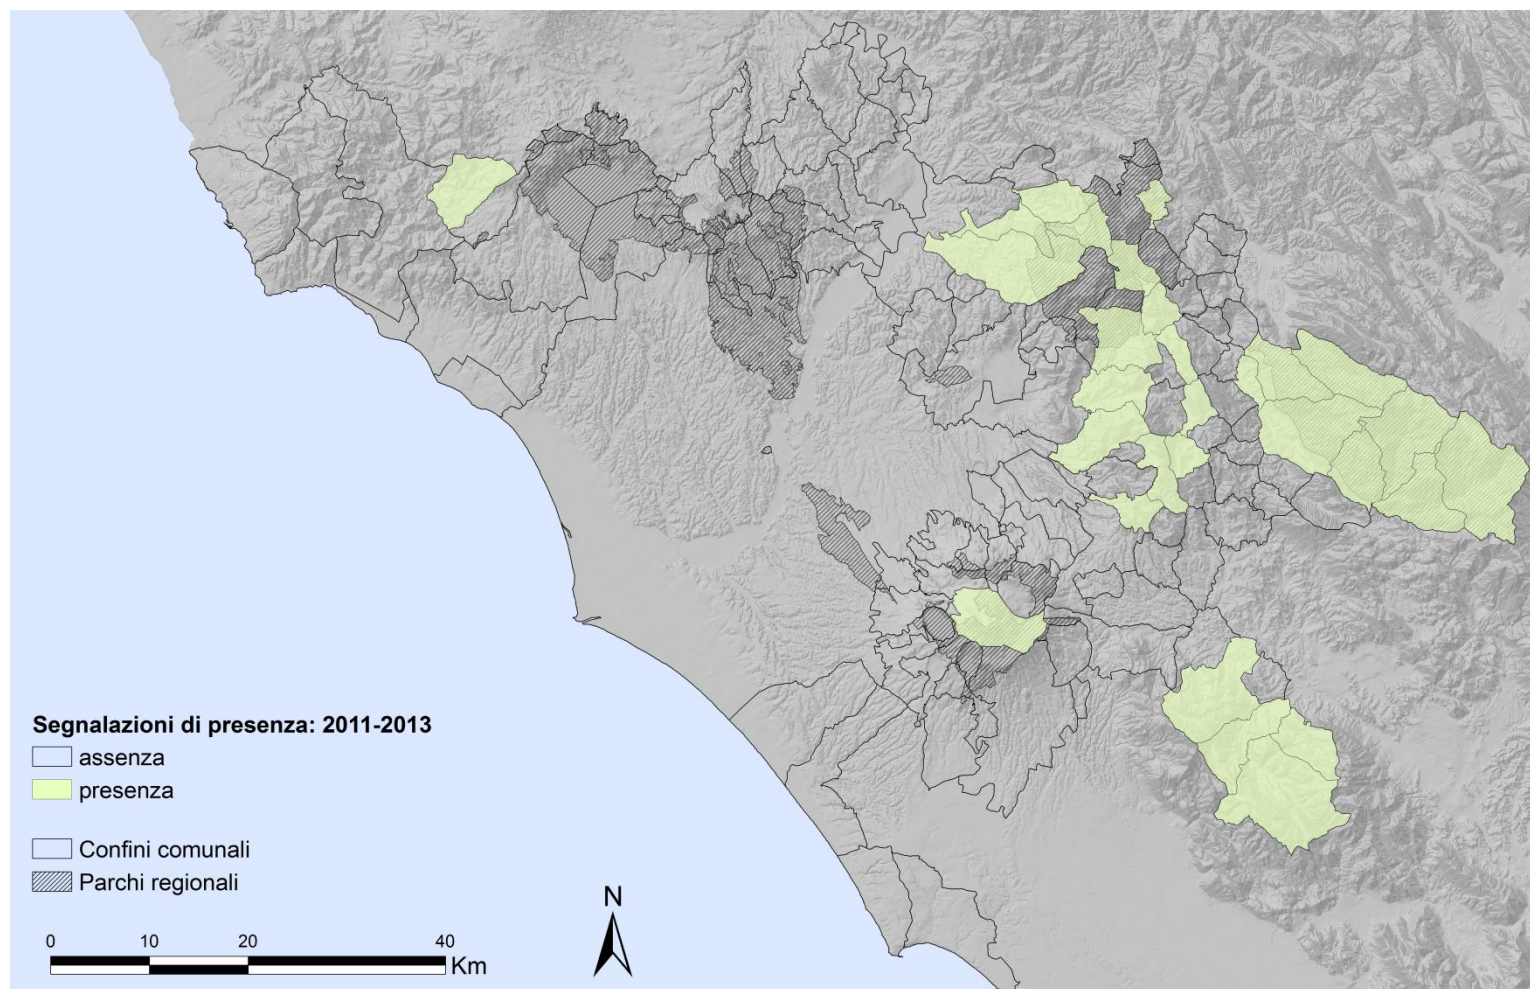 Segnalazioni di presenza: 2011-2013
assenza
presenza
Confini comunali
Parchi regionali
0 10 20 40
Km
N